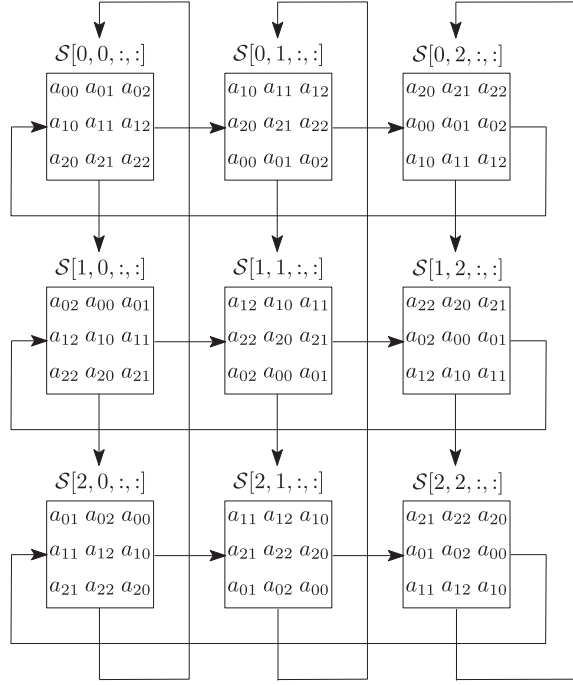 𝒮[0, 0, :, :] 𝒮[0, 1, :, :] 𝒮[0, 2, :, :]
a₀₀ a₀₁ a₀₂ a₁₀ a₁₁ a₁₂ a₂₀ a₂₁ a₂₂
a₁₀ a₁₁ a₁₂ a₂₀ a₂₁ a₂₂ a₀₀ a₀₁ a₀₂
a₂₀ a₂₁ a₂₂ a₀₀ a₀₁ a₀₂ a₁₀ a₁₁ a₁₂
𝒮[1, 0, :, :] 𝒮[1, 1, :, :] 𝒮[1, 2, :, :]
a₀₂ a₀₀ a₀₁ a₁₂ a₁₀ a₁₁ a₂₂ a₂₀ a₂₁
a₁₂ a₁₀ a₁₁ a₂₂ a₂₀ a₂₁ a₀₂ a₀₀ a₀₁
a₂₂ a₂₀ a₂₁ a₀₂ a₀₀ a₀₁ a₁₂ a₁₀ a₁₁
𝒮[2, 0, :, :] 𝒮[2, 1, :, :] 𝒮[2, 2, :, :]
a₀₁ a₀₂ a₀₀ a₁₁ a₁₂ a₁₀ a₂₁ a₂₂ a₂₀
a₁₁ a₁₂ a₁₀ a₂₁ a₂₂ a₂₀ a₀₁ a₀₂ a₀₀
a₂₁ a₂₂ a₂₀ a₀₁ a₀₂ a₀₀ a₁₁ a₁₂ a₁₀